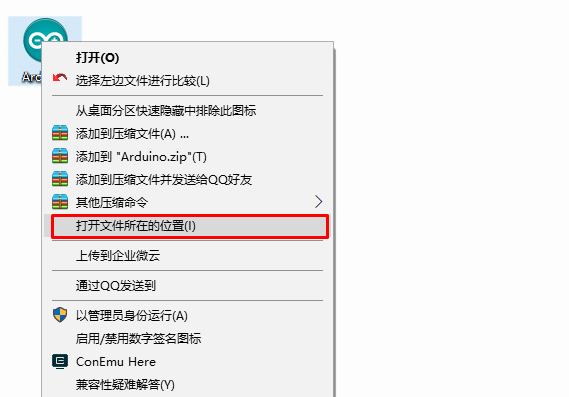 打开(O)
选择左边文件进行比较(L)
从桌面分区快速隐藏中排除此图标
添加到压缩文件(A) ...
添加到 "Arduino.zip"(T)
添加到压缩文件并发送给QQ好友
其他压缩命令
打开文件所在的位置(I)
上传到企业微云
通过QQ发送到
以管理员身份运行(A)
启用/禁用数字签名图标
ConEmu Here
兼容性疑难解答(Y)